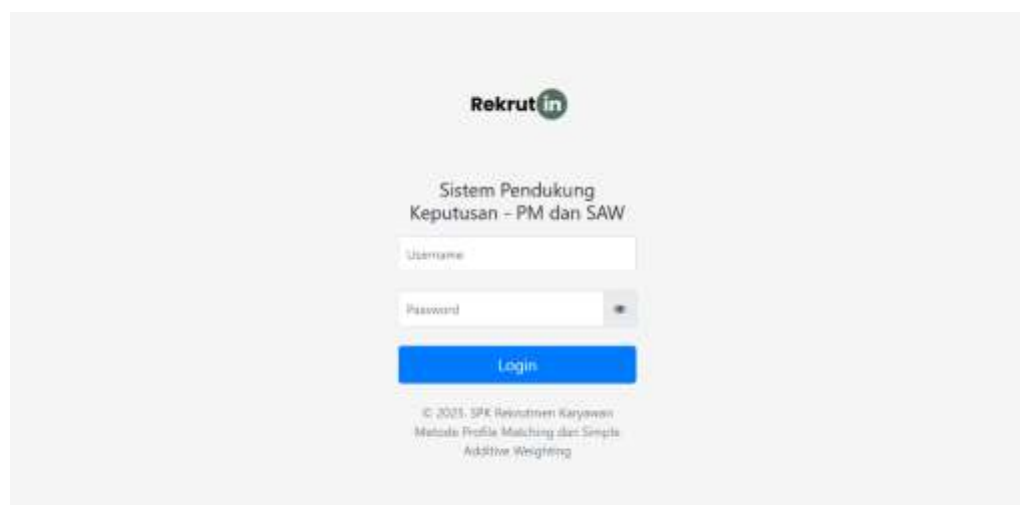 Rekrut in
Sistem Pendukung
Keputusan - PM dan SAW
Username
Password
Login
© 2023. SPK Rekrutmen Karyawan
Metode Profile Matching dan Simple
Additive Weighting